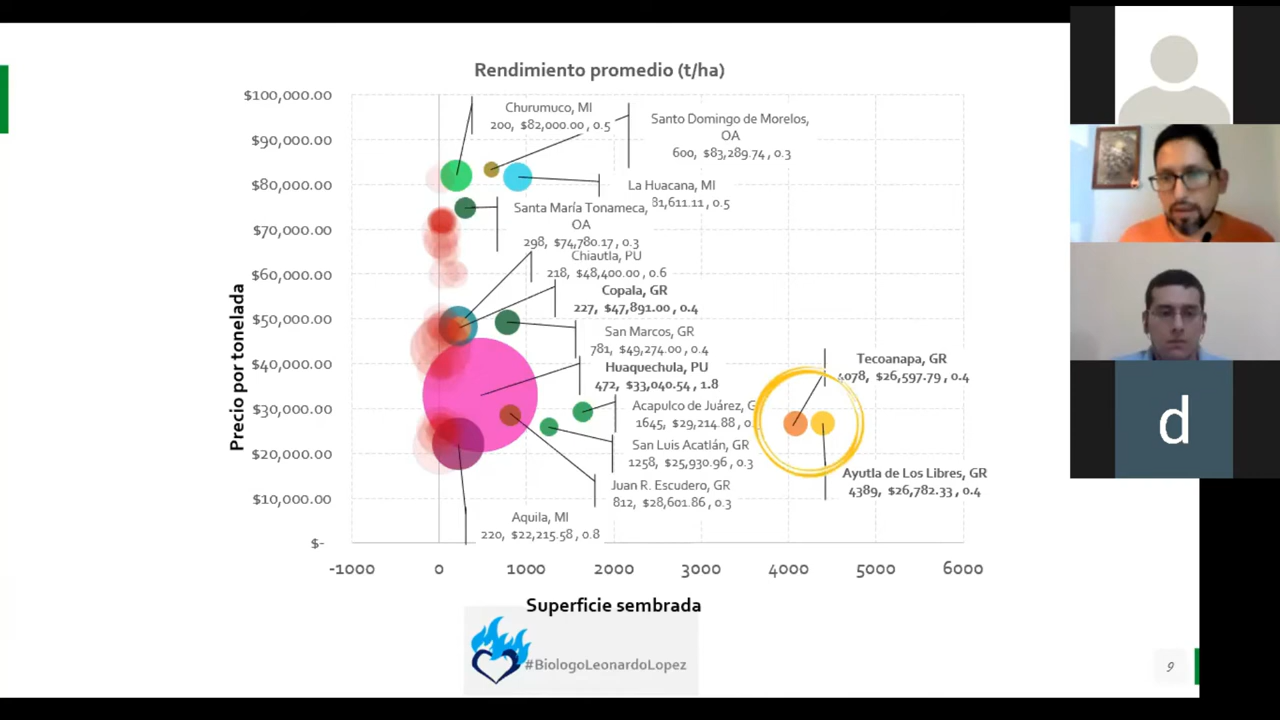 Rendimiento promedio (t/ha)
$100,000.00
$90,000.00
$80,000.00
$70,000.00
$60,000.00
$50,000.00
$40,000.00
$30,000.00
$20,000.00
$10,000.00
$-
Precio por tonelada
Churumuco, MI
200, $82,000.00 , 0.5
Santo Domingo de Morelos,
OA
600, $83,289.74 , 0.3
La Huacana, MI
81,611.11 , 0.5
Santa María Tonameca,
OA
298, $74,780.17 , 0.3
Chiautla, PU
218, $48,400.00 , 0.6
Copala, GR
227, $47,891.00 , 0.4
San Marcos, GR
781, $49,274.00 , 0.4
Huaquechula, PU
472, $33,040.54 , 1.8
Tecoanapa, GR
4078, $26,597.79 , 0.4
Acapulco de Juárez,
1645, $29,214.88 ,
San Luis Acatlán, GR
1258, $25,930.96 , 0.3
Ayutla de Los Libres, GR
4389, $26,782.33 , 0.4
Juan R. Escudero, GR
812, $28,601.86 , 0.3
Aquila, MI
220, $22,215.58 , 0.8
-1000 0 1000 2000 3000 4000 5000 6000
Superficie sembrada
#BiologoLeonardoLopez
9
d